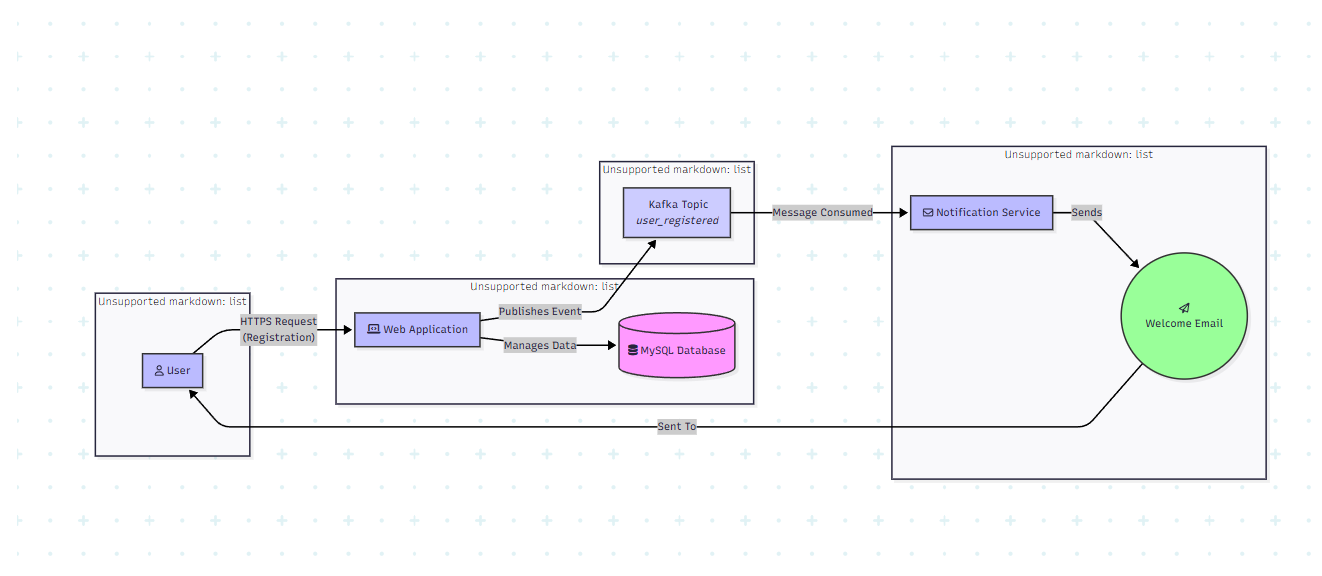 Unsupported markdown: list
User
HTTPS Request
(Registration)
Unsupported markdown: list
Web Application
Publishes Event
Manages Data
MySQL Database
Unsupported markdown: list
Kafka Topic
user_registered
Message Consumed
Unsupported markdown: list
Notification Service
Sends
Welcome Email
Sent To